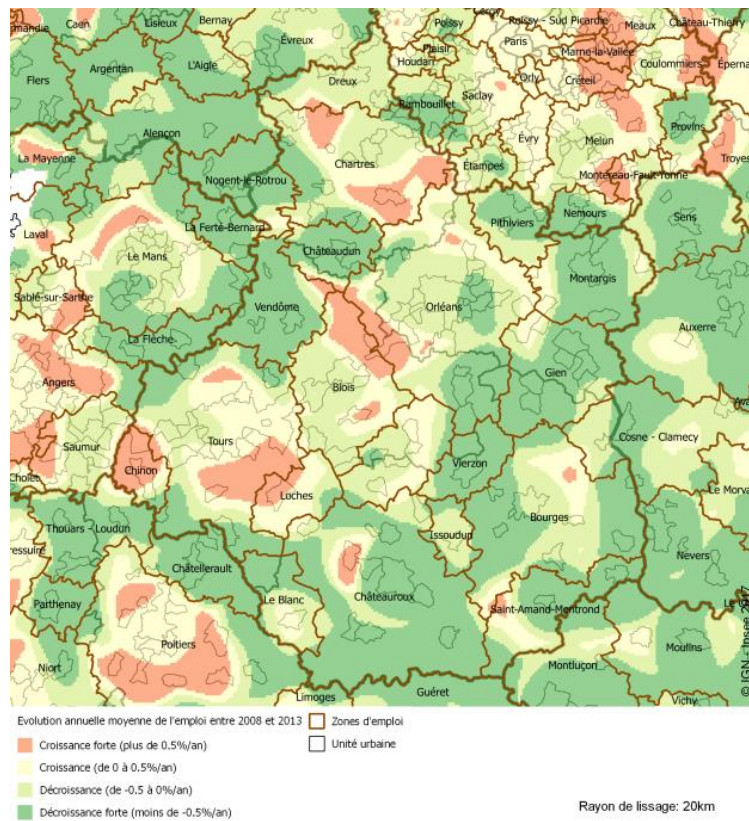 Caen
Lisieux
Bernay
Évreux
Poissy
Roissy - Sud Picardie
Meaux
Château-Thierry
Plaisir
Paris
Houdan
Marne-la-Vallée
Flers
Argentan
L'Aigle
Dreux
Orly
Créteil
Coulommiers
Saclay
Rambouillet
Alençon
Évry
Melun
Provins
La Mayenne
Chartres
Étampes
Troyes
Nogent-le-Rotrou
Montereau-Fault-Yonne
Laval
La Ferté-Bernard
Pithiviers
Nemours
Sens
Le Mans
Châteaudun
Montargis
Sablé-sur-Sarthe
Vendôme
Orléans
Auxerre
La Flèche
Angers
Blois
Gien
Saumur
Tours
Cosne - Clamecy
Cholet
Chinon
Vierzon
Loches
Le Morva
Bourges
Thouars - Loudun
Issoudun
Châtellerault
Nevers
Le Blanc
Châteauroux
Parthenay
Saint-Amand-Montrond
Poitiers
Niort
Montluçon
Moulins
Limoges
Guéret
Vichy
© IGN - Insee 2017
Evolution annuelle moyenne de l'emploi entre 2008 et 2013
Zones d'emploi
Croissance forte (plus de 0.5%/an)
Unité urbaine
Croissance (de 0 à 0.5%/an)
Décroissance (de -0.5 à 0%/an)
Décroissance forte (moins de -0.5%/an)
Rayon de lissage: 20km